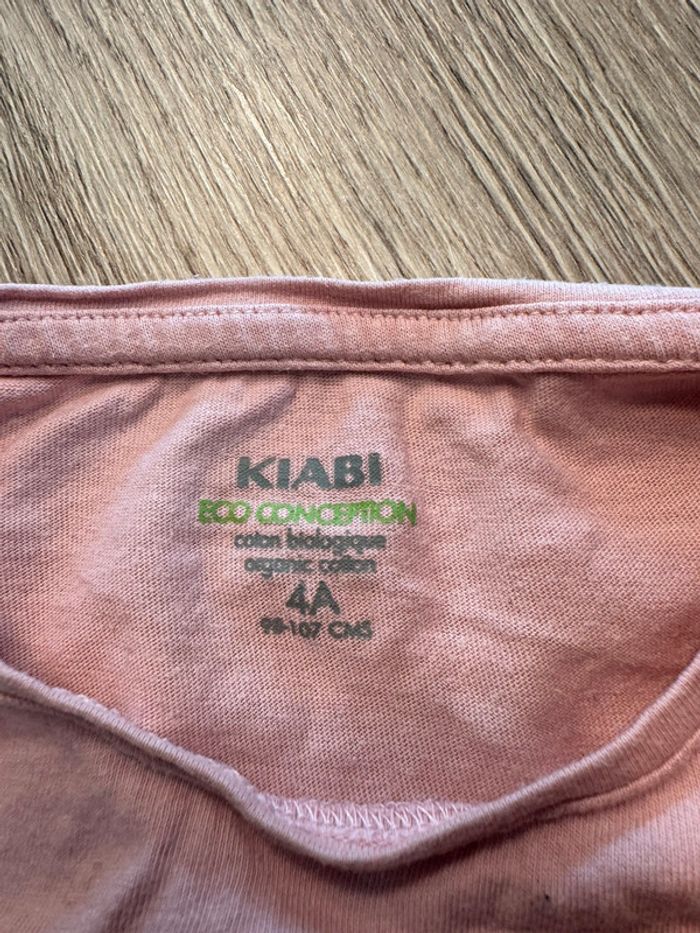 KIABI
ECO CONCEPTION
coton biologique
organic cotton
4A
98-107 CMS